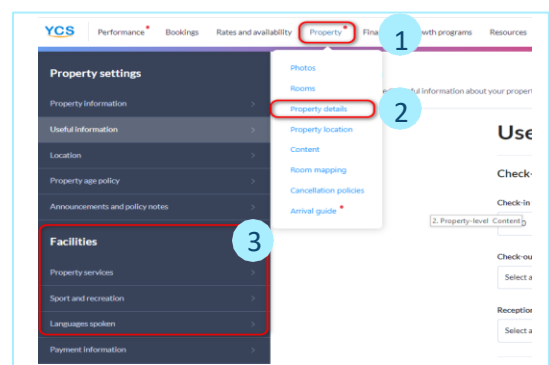 YCS Performance Bookings Rates and availability Property Fina 1 wth programs Resources
Property settings
Property information
Useful information
Location
Property age policy
Announcements and policy notes
Facilities
3
Property services
Sport and recreation
Languages spoken
Payment information
Photos
Rooms
Property details
2
Property location
Content
Room mapping
Cancellation policies
Arrival guide
ful information about your propert
Use
Check-
Check-in
2. Property-level Content
Check-ou
Select a
Reception
Select a